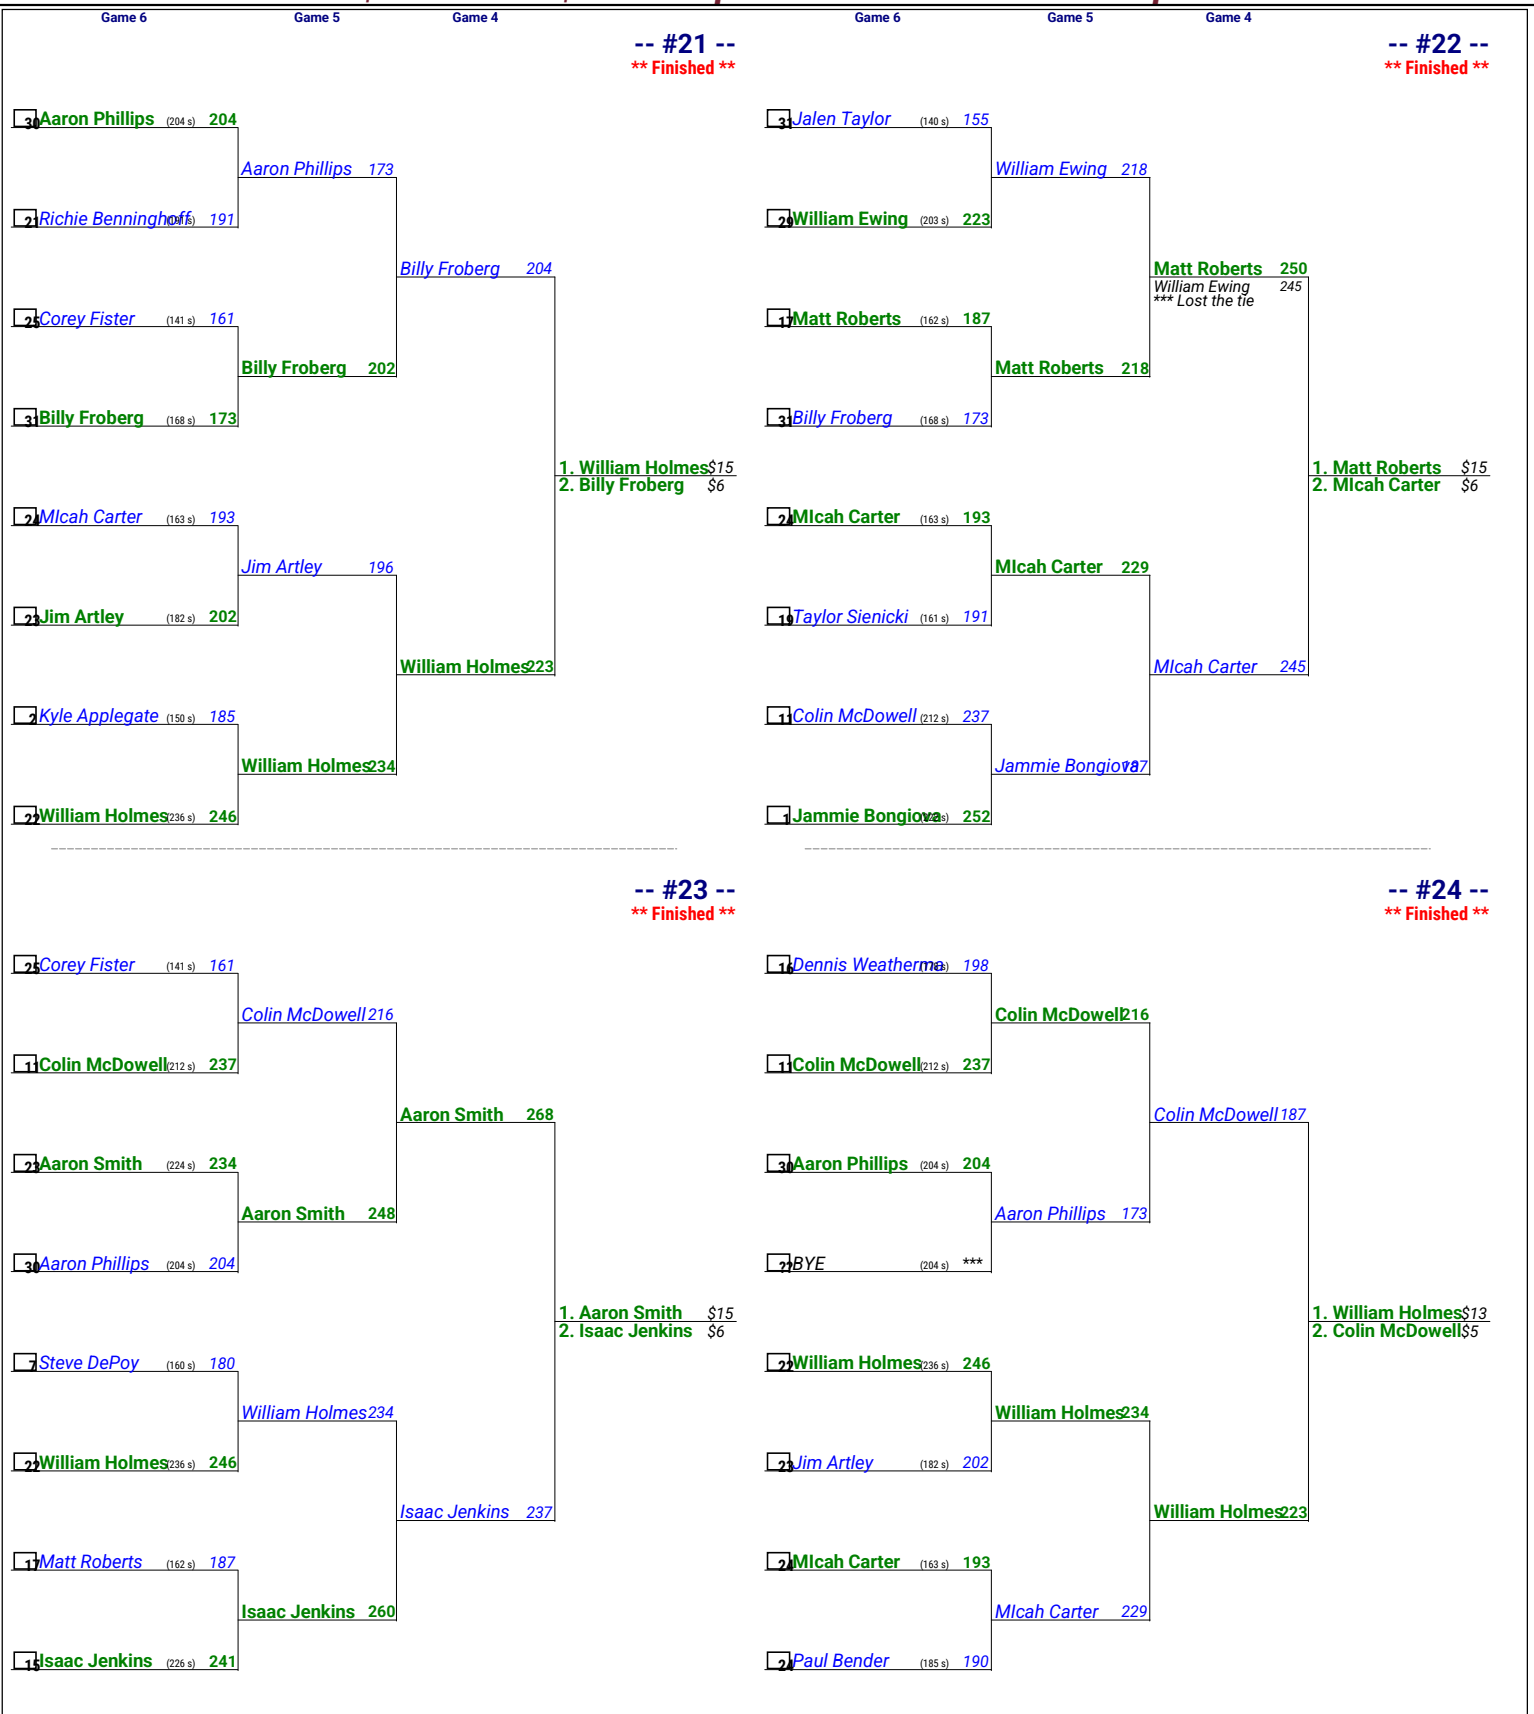 Game 6 Game 5 Game 4 Game 6 Game 5 Game 4
-- #21 --
** Finished **
30 Aaron Phillips (204 s) 204
Aaron Phillips 173
21 Richie Benninghoff (191 s) 191
Billy Froberg 204
25 Corey Fister (141 s) 161
Billy Froberg 202
31 Billy Froberg (168 s) 173
1. William Holmes $15
2. Billy Froberg $6
24 MIcah Carter (163 s) 193
Jim Artley 196
23 Jim Artley (182 s) 202
William Holmes 223
2 Kyle Applegate (150 s) 185
William Holmes 234
22 William Holmes (236 s) 246
-- #22 --
** Finished **
31 Jalen Taylor (140 s) 155
William Ewing 218
29 William Ewing (203 s) 223
Matt Roberts 250
William Ewing 245
*** Lost the tie
17 Matt Roberts (162 s) 187
Matt Roberts 218
31 Billy Froberg (168 s) 173
1. Matt Roberts $15
2. MIcah Carter $6
24 MIcah Carter (163 s) 193
MIcah Carter 229
19 Taylor Sienicki (161 s) 191
MIcah Carter 245
11 Colin McDowell (212 s) 237
Jammie Bongiova 187
1 Jammie Bongiova 252
-- #23 --
** Finished **
25 Corey Fister (141 s) 161
Colin McDowell 216
11 Colin McDowell (212 s) 237
Aaron Smith 268
23 Aaron Smith (224 s) 234
Aaron Smith 248
30 Aaron Phillips (204 s) 204
1. Aaron Smith $15
2. Isaac Jenkins $6
7 Steve DePoy (160 s) 180
William Holmes 234
22 William Holmes (236 s) 246
Isaac Jenkins 237
17 Matt Roberts (162 s) 187
Isaac Jenkins 260
15 Isaac Jenkins (226 s) 241
-- #24 --
** Finished **
16 Dennis Weatherma 198
Colin McDowell 216
11 Colin McDowell (212 s) 237
Colin McDowell 187
30 Aaron Phillips (204 s) 204
Aaron Phillips 173
?? BYE (204 s) ***
1. William Holmes $13
2. Colin McDowell $5
22 William Holmes (236 s) 246
William Holmes 234
23 Jim Artley (182 s) 202
William Holmes 223
24 MIcah Carter (163 s) 193
MIcah Carter 229
24 Paul Bender (185 s) 190